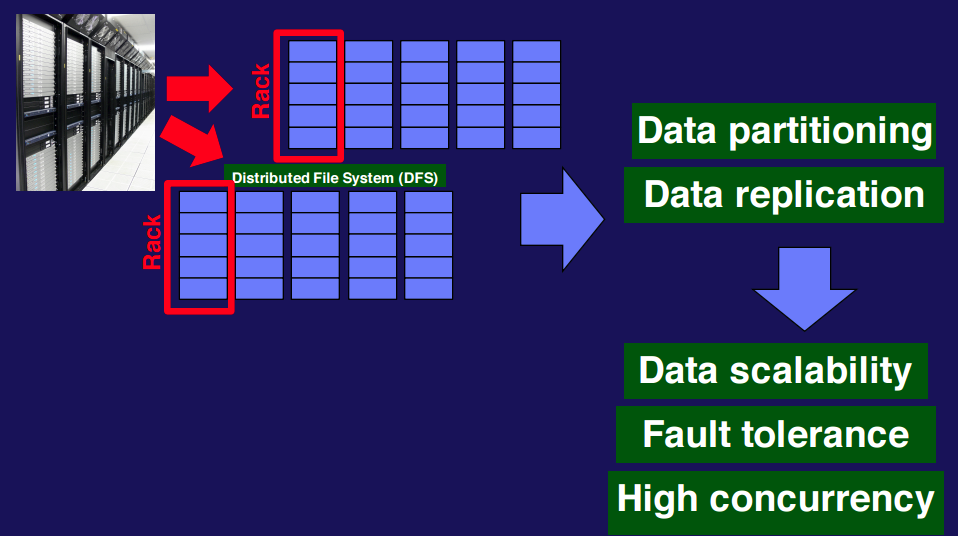 Rack
Distributed File System (DFS)
Rack
Data partitioning
Data replication
Data scalability
Fault tolerance
High concurrency